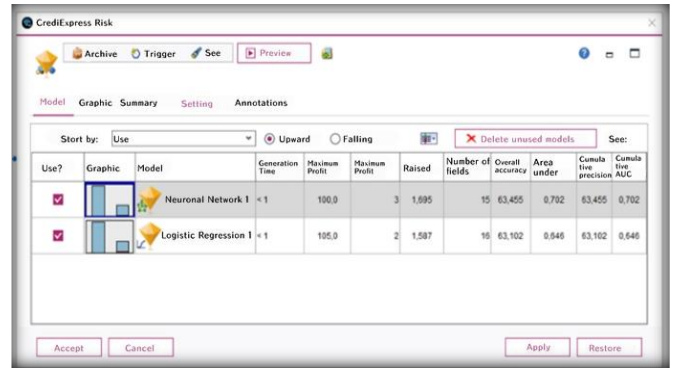 CrediExpress Risk
Archive Trigger See Preview
Model Graphic Summary Setting Annotations
Stort by: Use Upward Falling Delete unused models See:
Use? Graphic Model Generation Time Maximum Profit Maximum Profit Raised Number of fields Overall accuracy Area under Cumula tive precision Cumula tive AUC
Neuronal Network 1 < 1 100,0 3 1,695 15 63,455 0,702 63,455 0,702
Logistic Regression 1 < 1 105,0 2 1,587 16 63,102 0,646 63,102 0,646
Accept Cancel Apply Restore